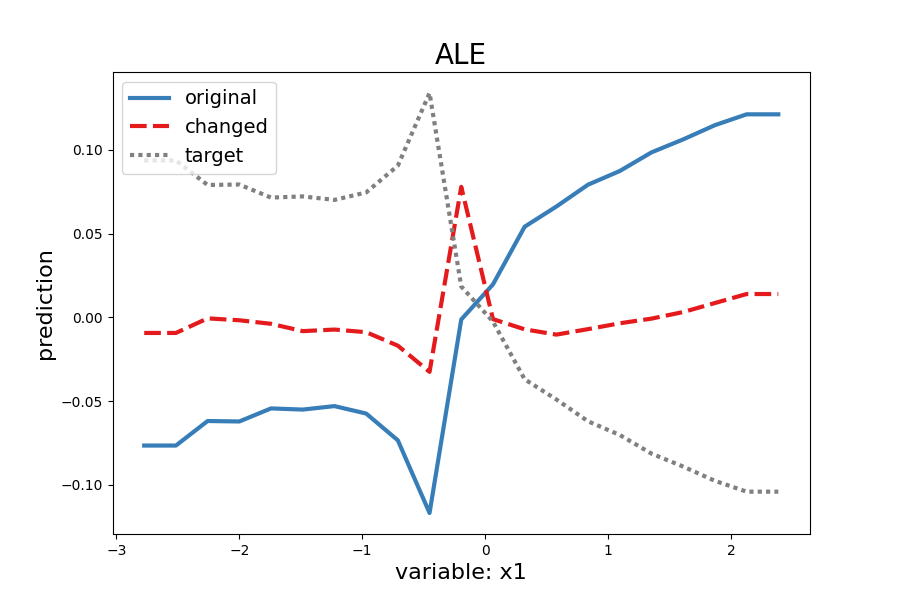 ALE
original
changed
target
0.10
0.05
0.00
−0.05
−0.10
prediction
−3
−2
−1
0
1
2
variable: x1